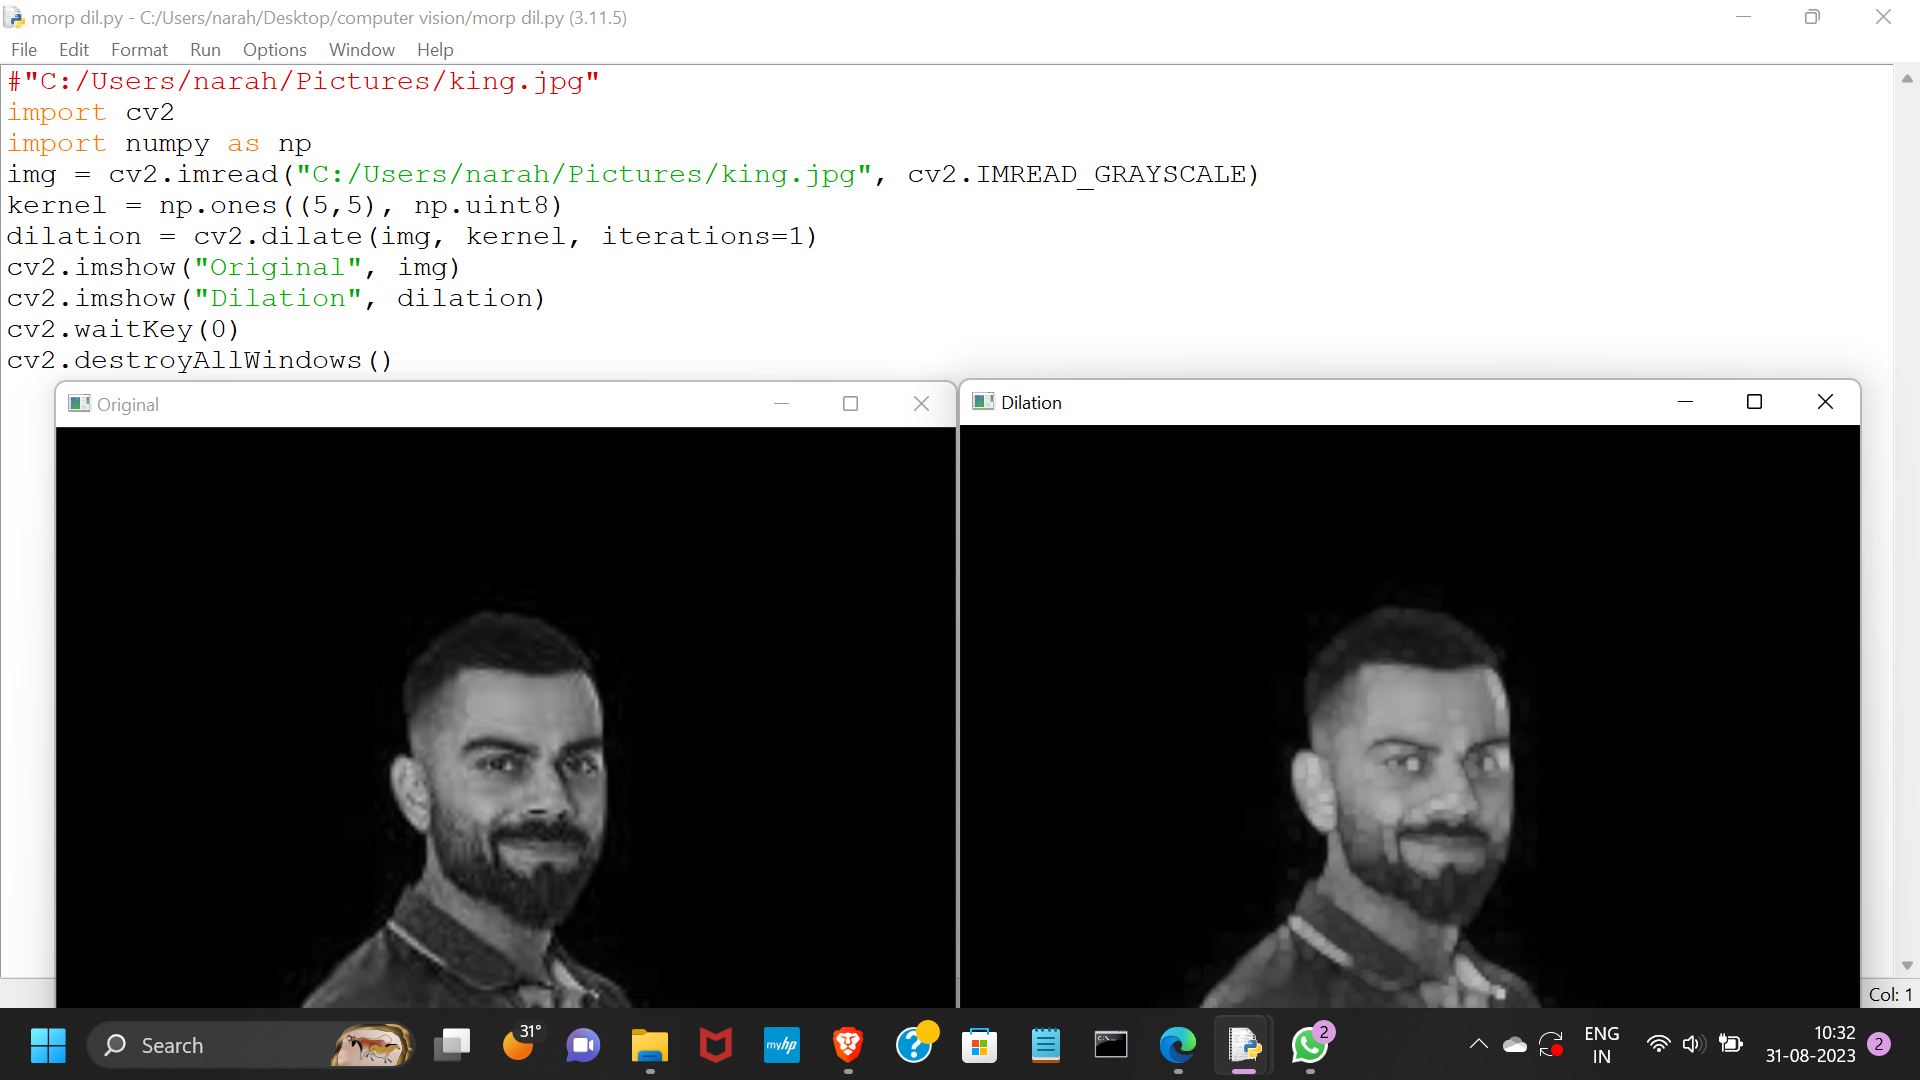 morp dil.py - C:/Users/narah/Desktop/computer vision/morp dil.py (3.11.5)
File Edit Format Run Options Window Help
#"C:/Users/narah/Pictures/king.jpg"
import cv2
import numpy as np
img = cv2.imread("C:/Users/narah/Pictures/king.jpg", cv2.IMREAD_GRAYSCALE)
kernel = np.ones((5,5), np.uint8)
dilation = cv2.dilate(img, kernel, iterations=1)
cv2.imshow("Original", img)
cv2.imshow("Dilation", dilation)
cv2.waitKey(0)
cv2.destroyAllWindows()
Original
Dilation
Col: 1
Search
31°
myhp
2
ENG
IN
10:32
31-08-2023
2